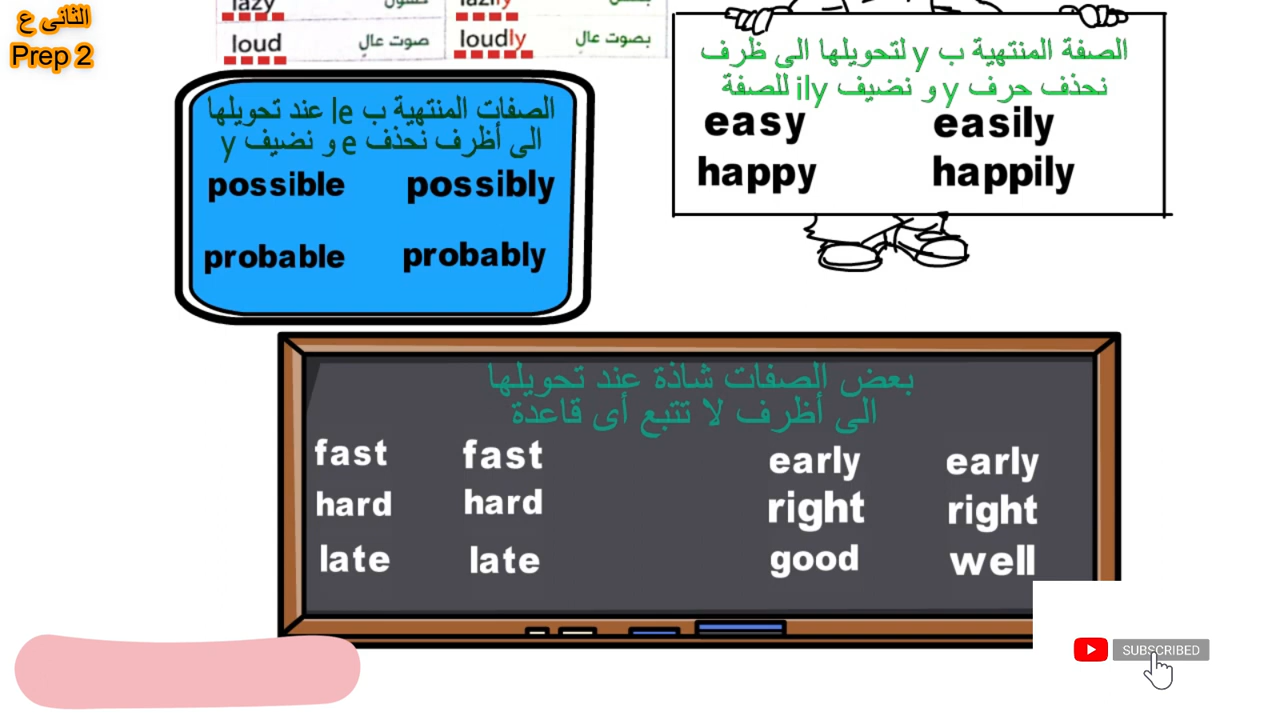 الثانى ع
Prep 2
lazy
loud صوت عالٍ loudly بصوت عالٍ
الصفات المنتهية ب le عند تحويلها
الى أظرف نحذف e و نضيف y
possible possibly
probable probably
الصفة المنتهية ب y لتحويلها الى ظرف
نحذف حرف y و نضيف ily للصفة
easy easily
happy happily
بعض الصفات شاذة عند تحويلها
الى أظرف لا تتبع أى قاعدة
fast fast
hard hard
late late
early early
right right
good well
SUBSCRIBED